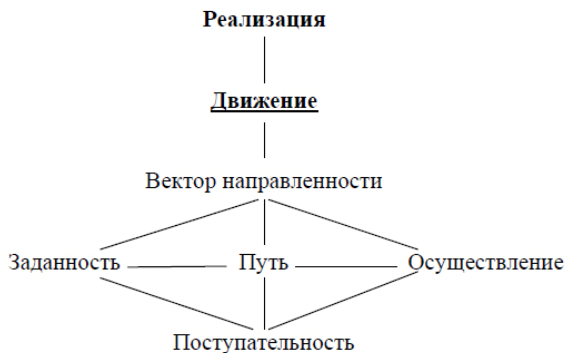 Реализация
Движение
Вектор направленности
Заданность Путь Осуществление
Поступательность